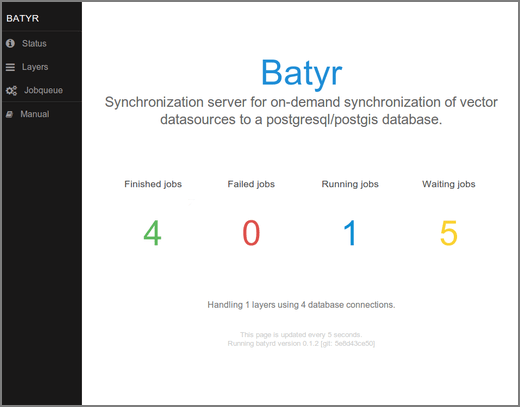 BATYR
Status
Layers
Jobqueue
Manual
Batyr
Synchronization server for on-demand synchronization of vector
datasources to a postgresql/postgis database.
Finished jobs Failed jobs Running jobs Waiting jobs
4 0 1 5
Handling 1 layers using 4 database connections.
This page is updated every 5 seconds.
Running batyrd version 0.1.2 [git: